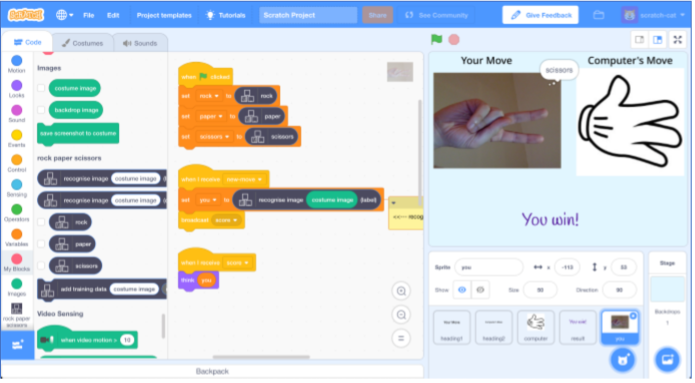 SCRATCH File Edit Project templates Tutorials Scratch Project Share See Community Give Feedback scratch-cat
Code Costumes Sounds
Motion
Looks
Sound
Events
Control
Sensing
Operators
Variables
My Blocks
Images
rock paper scissors
Images
costume image
backdrop image
save screenshot to costume
rock paper scissors
recognise image costume image
recognise image costume image
rock
paper
scissors
add training data costume image
Video Sensing
when video motion > 10
when clicked
set rock to rock
set paper to paper
set scissors to scissors
when I receive
set you to recognise image costume image (label)
broadcast score
<<--- recog
when I receive score
think you
Backpack
Your Move
Computer's Move
scissors
You win!
Sprite you x -113 y 53
Show Size 50 Direction 90
heading1
heading2
computer
You win!
result
you
Stage
Backdrops
1